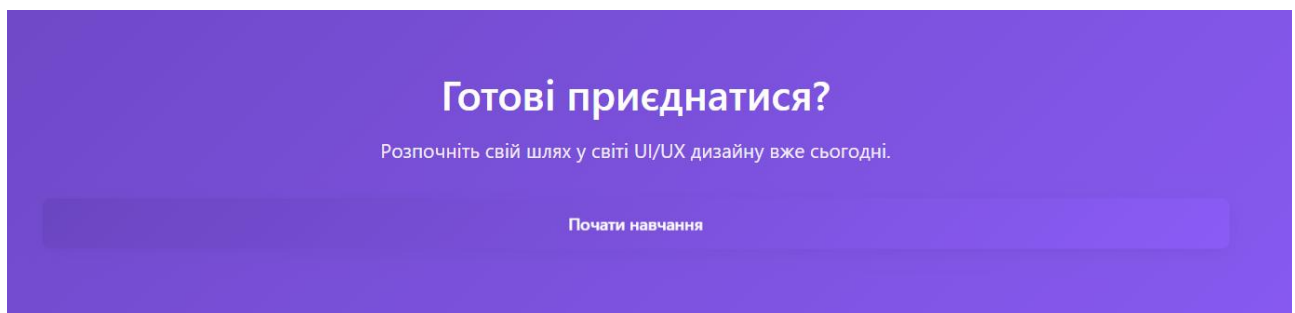 Готові приєднатися?
Розпочніть свій шлях у світі UI/UX дизайну вже сьогодні.
Почати навчання